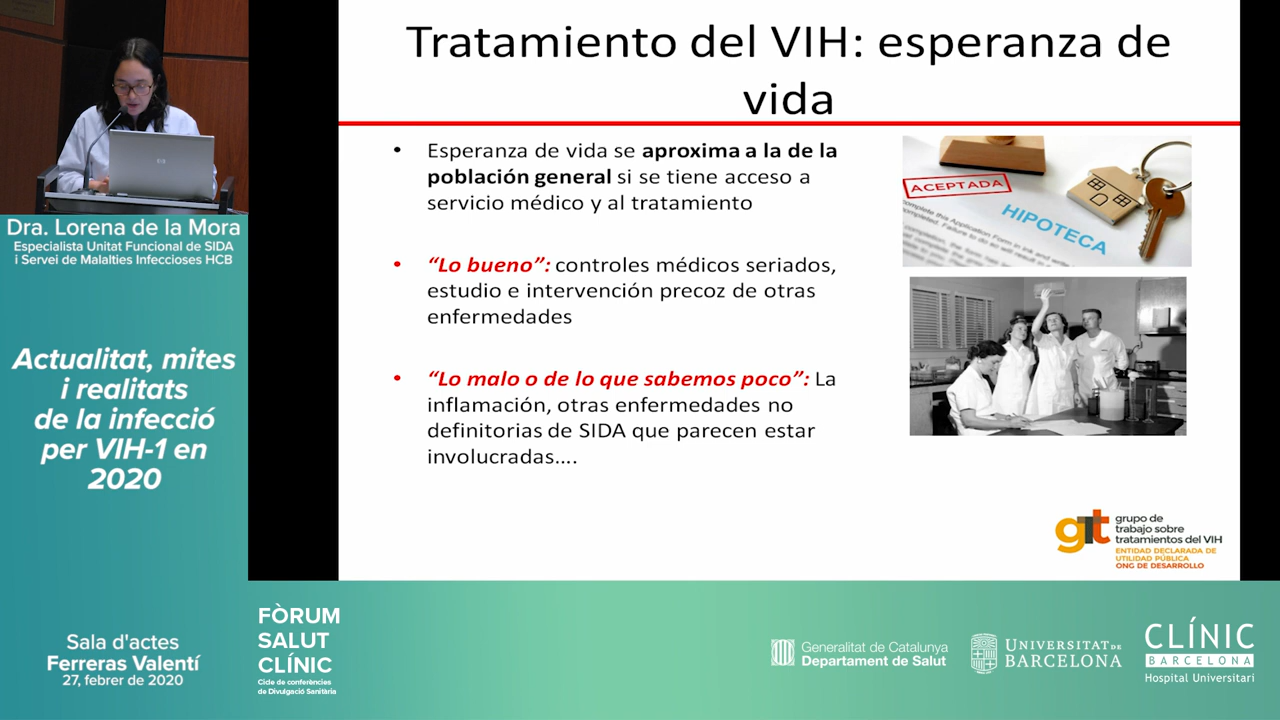 Tratamiento del VIH: esperanza de
vida
• Esperanza de vida se aproxima a la de la
población general si se tiene acceso a
servicio médico y al tratamiento
• “Lo bueno”: controles médicos seriados,
estudio e intervención precoz de otras
enfermedades
• “Lo malo o de lo que sabemos poco”: La
inflamación, otras enfermedades no
definitorias de SIDA que parecen estar
involucradas....
ACEPTADA
HIPOTECA
gtt
grupo de
trabajo sobre
tratamientos del VIH
ENTIDAD DECLARADA DE
UTILIDAD PÚBLICA
ONG DE DESARROLLO
hp
Dra. Lorena de la Mora
Especialista Unitat Funcional de SIDA
i Servei de Malalties Infeccioses HCB
Actualitat, mites
i realitats
de la infecció
per VIH-1 en
2020
Sala d'actes
Ferreras Valentí
27, febrer de 2020
FÒRUM
SALUT
CLÍNIC
Cicle de conferències
de Divulgació Sanitària
Generalitat de Catalunya
Departament de Salut
UNIVERSITAT DE
BARCELONA
CLÍNIC
BARCELONA
Hospital Universitari